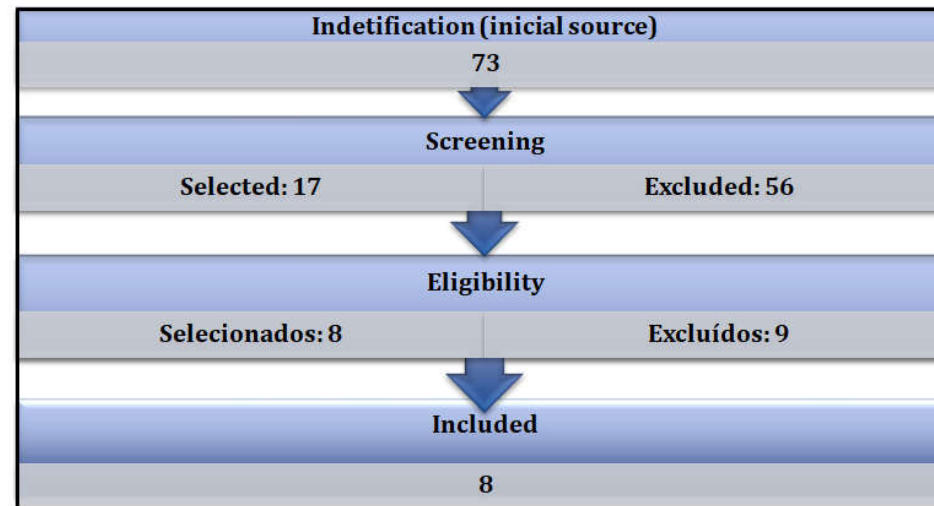 Indetification (inicial source)
73
Screening
Selected: 17 Excluded: 56
Eligibility
Selecionados: 8 Excluídos: 9
Included
8